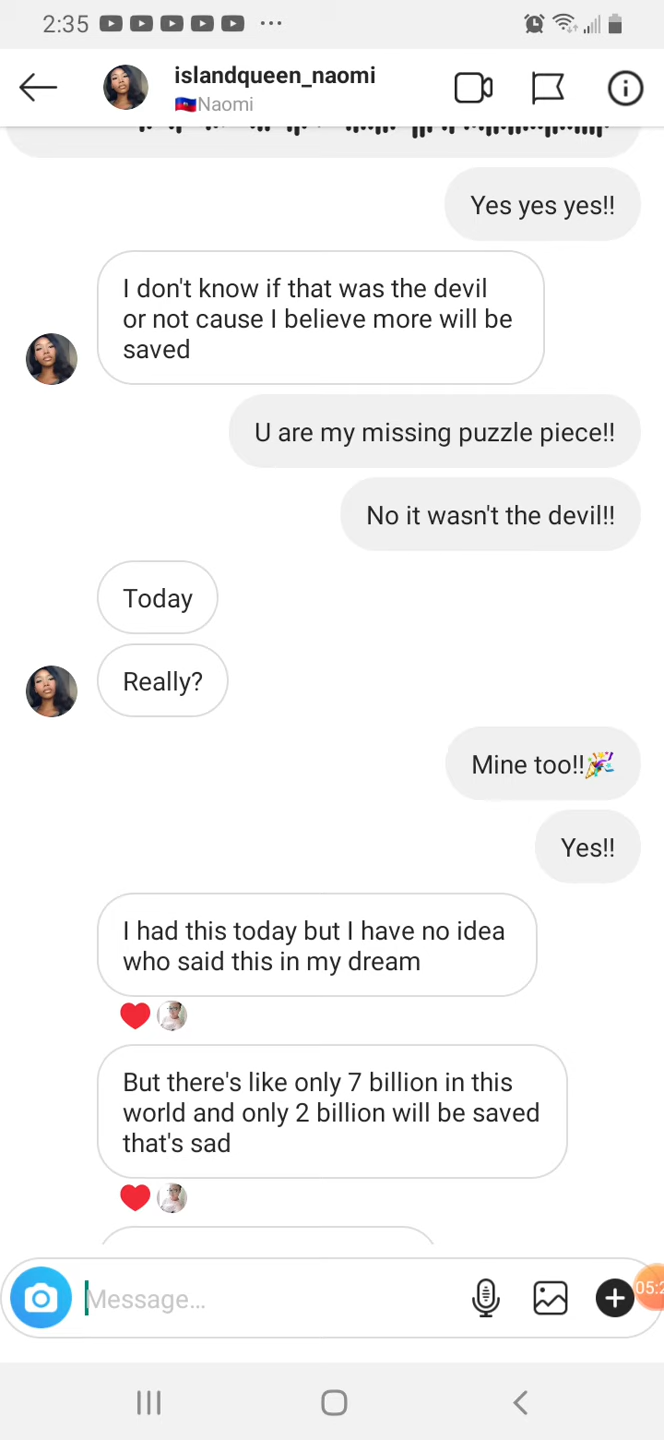 2:35
islandqueen_naomi
🇭🇹Naomi
Yes yes yes!!
I don't know if that was the devil
or not cause I believe more will be
saved
U are my missing puzzle piece!!
No it wasn't the devil!!
Today
Really?
Mine too!!🎉
Yes!!
I had this today but I have no idea
who said this in my dream
But there's like only 7 billion in this
world and only 2 billion will be saved
that's sad
Message...